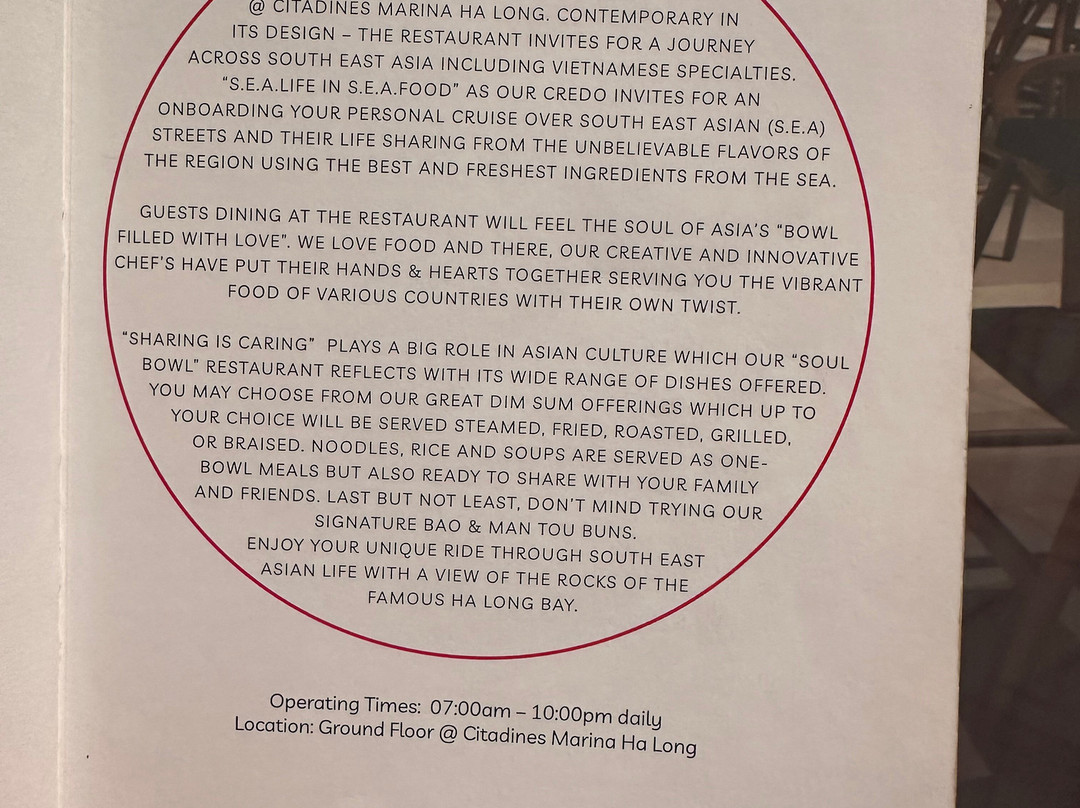 @ CITADINES MARINA HA LONG. CONTEMPORARY IN
ITS DESIGN – THE RESTAURANT INVITES FOR A JOURNEY
ACROSS SOUTH EAST ASIA INCLUDING VIETNAMESE SPECIALTIES.
“S.E.A.LIFE IN S.E.A.FOOD” AS OUR CREDO INVITES FOR AN
ONBOARDING YOUR PERSONAL CRUISE OVER SOUTH EAST ASIAN (S.E.A)
STREETS AND THEIR LIFE SHARING FROM THE UNBELIEVABLE FLAVORS OF
THE REGION USING THE BEST AND FRESHEST INGREDIENTS FROM THE SEA.
GUESTS DINING AT THE RESTAURANT WILL FEEL THE SOUL OF ASIA’S “BOWL
FILLED WITH LOVE”. WE LOVE FOOD AND THERE, OUR CREATIVE AND INNOVATIVE
CHEF’S HAVE PUT THEIR HANDS & HEARTS TOGETHER SERVING YOU THE VIBRANT
FOOD OF VARIOUS COUNTRIES WITH THEIR OWN TWIST.
“SHARING IS CARING” PLAYS A BIG ROLE IN ASIAN CULTURE WHICH OUR “SOUL
BOWL” RESTAURANT REFLECTS WITH ITS WIDE RANGE OF DISHES OFFERED.
YOU MAY CHOOSE FROM OUR GREAT DIM SUM OFFERINGS WHICH UP TO
YOUR CHOICE WILL BE SERVED STEAMED, FRIED, ROASTED, GRILLED,
OR BRAISED. NOODLES, RICE AND SOUPS ARE SERVED AS ONE-
BOWL MEALS BUT ALSO READY TO SHARE WITH YOUR FAMILY
AND FRIENDS. LAST BUT NOT LEAST, DON’T MIND TRYING OUR
SIGNATURE BAO & MAN TOU BUNS.
ENJOY YOUR UNIQUE RIDE THROUGH SOUTH EAST
ASIAN LIFE WITH A VIEW OF THE ROCKS OF THE
FAMOUS HA LONG BAY.
Operating Times: 07:00am – 10:00pm daily
Location: Ground Floor @ Citadines Marina Ha Long